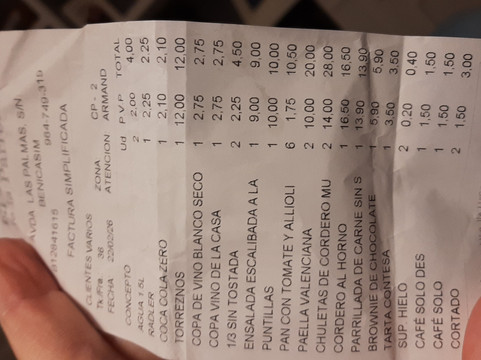 AVDA LAS PALMAS, S/N
BENICASIM
964-749-319
FACTURA SIMPLIFICADA
CLIENTES VARIOS
ZONA CP - 2
ATENCION ARMAND
FECHA
CONCEPTO Ud P V P TOTAL
AGUA 1.5L 2 2,00 4,00
RADLER 1 2,25 2,25
COCA COLA ZERO 1 2,10 2,10
TORREZNOS 1 12,00 12,00
COPA DE VINO BLANCO SECO 1 2,75 2,75
COPA VINO DE LA CASA 1 2,75 2,75
1/3 SIN TOSTADA 2 2,25 4,50
ENSALADA ESCALIBADA A LA 1 9,00 9,00
PUNTILLAS 1 10,00 10,00
PAN CON TOMATE Y ALLIOLI 6 1,75 10,50
PAELLA VALENCIANA 2 10,00 20,00
CHULETAS DE CORDERO MU 2 14,00 28,00
CORDERO AL HORNO 1 16,50 16,50
PARRILLADA DE CARNE SIN S 1 13,90 13,90
BROWNIE DE CHOCOLATE 1 5,90 5,90
TARTA CONTESA 1 3,50 3,50
SUP. HIELO 2 0,20 0,40
CAFÉ SOLO DES 1 1,50 1,50
CAFÉ SOLO 1 1,50 1,50
CORTADO 2 1,50 3,00